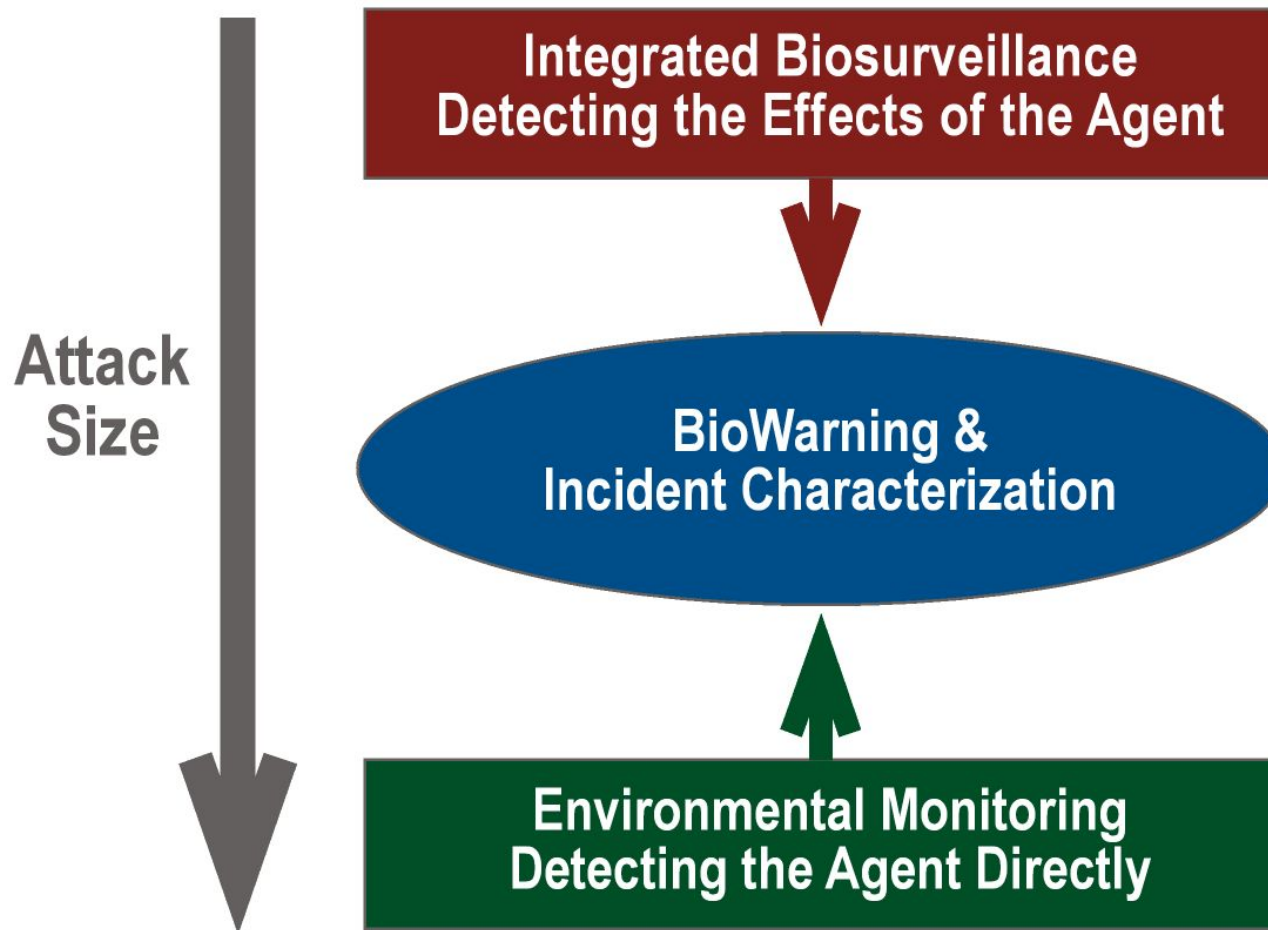 Integrated Biosurveillance
Detecting the Effects of the Agent
Attack
Size
BioWarning &
Incident Characterization
Environmental Monitoring
Detecting the Agent Directly